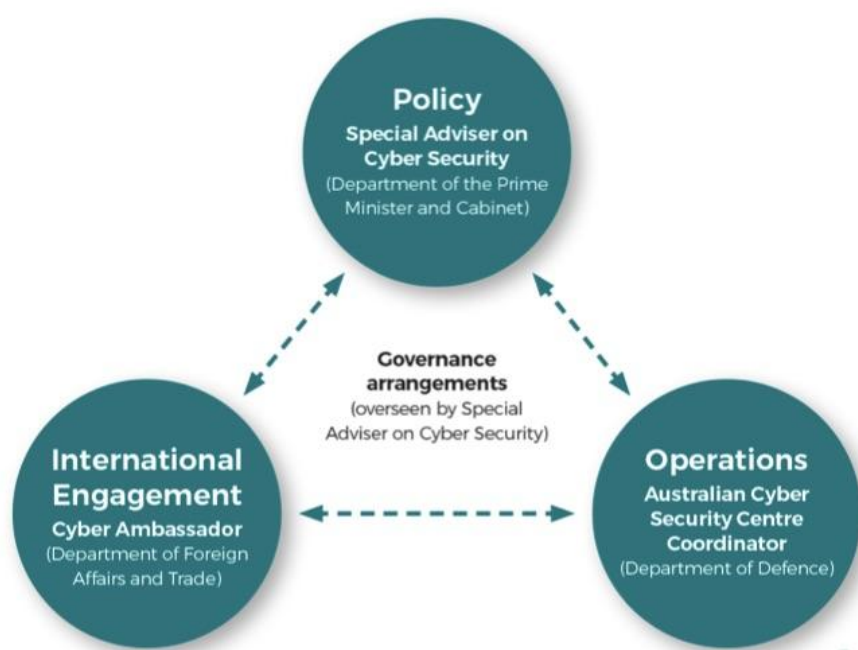 Policy
Special Adviser on
Cyber Security
(Department of the Prime
Minister and Cabinet)
Governance
arrangements
(overseen by Special
Adviser on Cyber Security)
International
Engagement
Cyber Ambassador
(Department of Foreign
Affairs and Trade)
Operations
Australian Cyber
Security Centre
Coordinator
(Department of Defence)